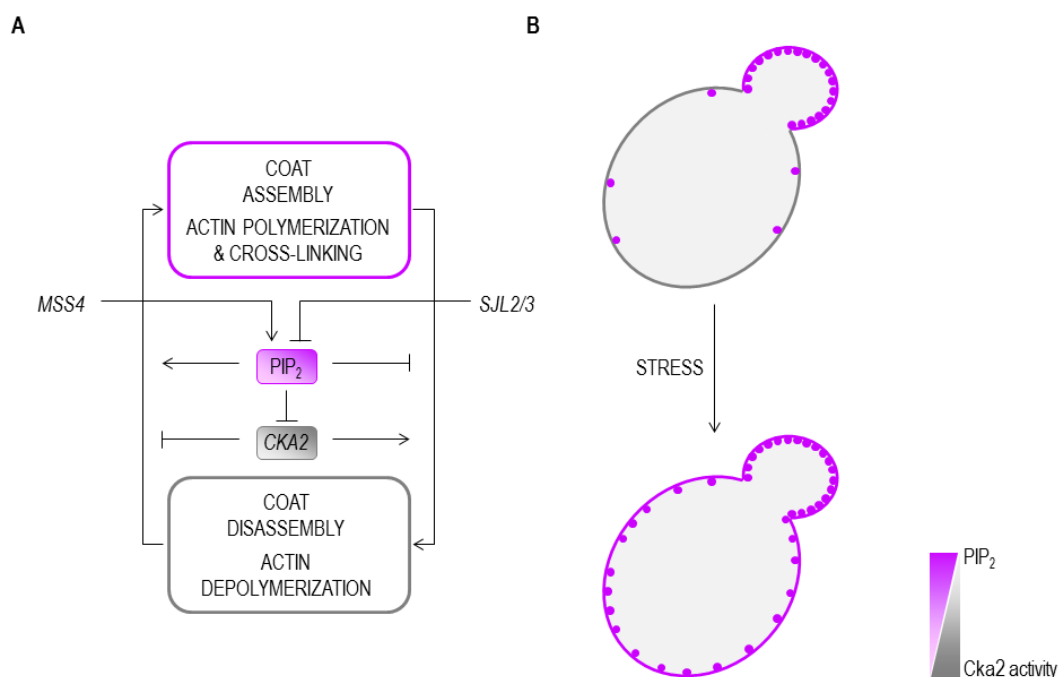 A
COAT
ASSEMBLY
ACTIN POLYMERIZATION
& CROSS-LINKING
MSS4
SJL2/3
PIP₂
CKA2
COAT
DISASSEMBLY
ACTIN
DEPOLYMERIZATION
B
STRESS
PIP₂
Cka2 activity